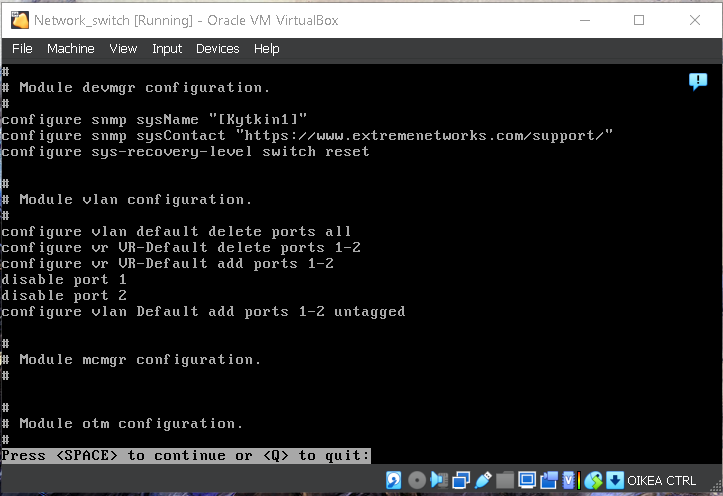 Network_switch [Running] - Oracle VM VirtualBox
File Machine View Input Devices Help
#
# Module devmgr configuration.
#
configure snmp sysName "[Kytkin1]"
configure snmp sysContact "https://www.extremenetworks.com/support/"
configure sys-recovery-level switch reset
#
# Module vlan configuration.
#
configure vlan default delete ports all
configure vr VR-Default delete ports 1-2
configure vr VR-Default add ports 1-2
disable port 1
disable port 2
configure vlan Default add ports 1-2 untagged
#
# Module mcmgr configuration.
#
#
# Module otm configuration.
#
Press <SPACE> to continue or <Q> to quit:
OIKEA CTRL